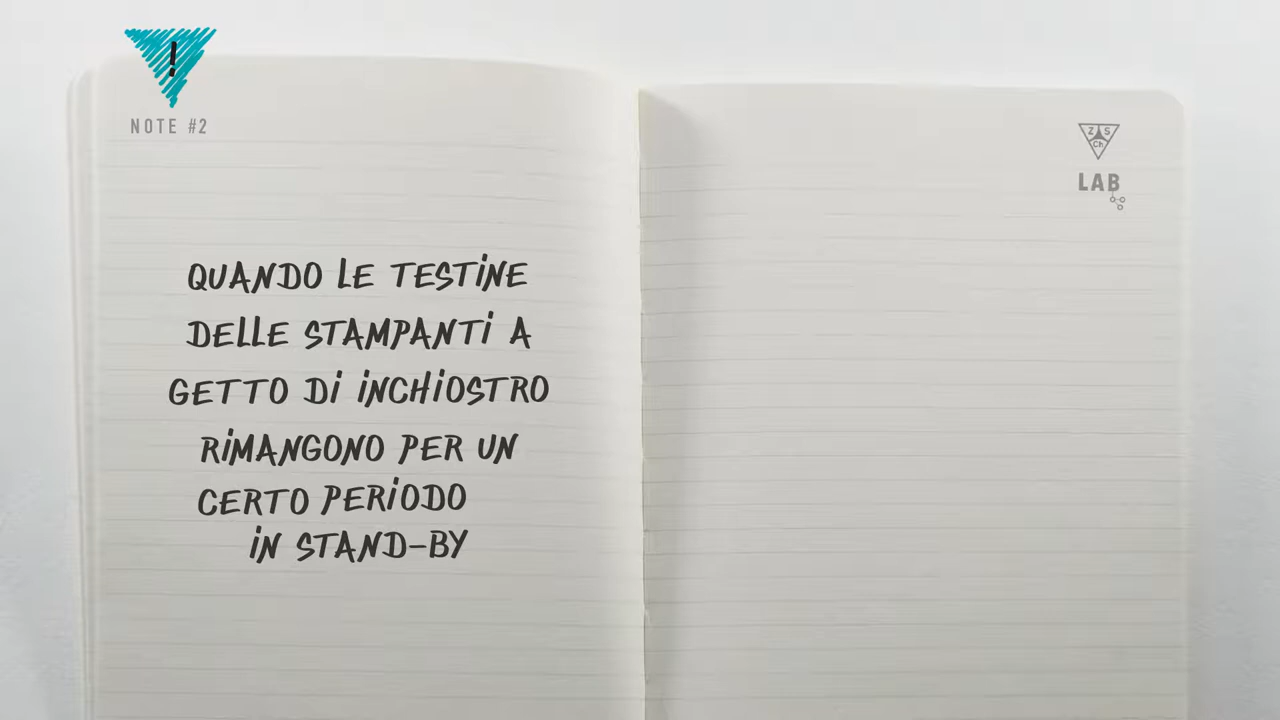 !
NOTE #2
Z S
Ch
LAB
QUANDO LE TESTINE
DELLE STAMPANTI A
GETTO DI INCHIOSTRO
RIMANGONO PER UN
CERTO PERIODO
IN STAND-BY